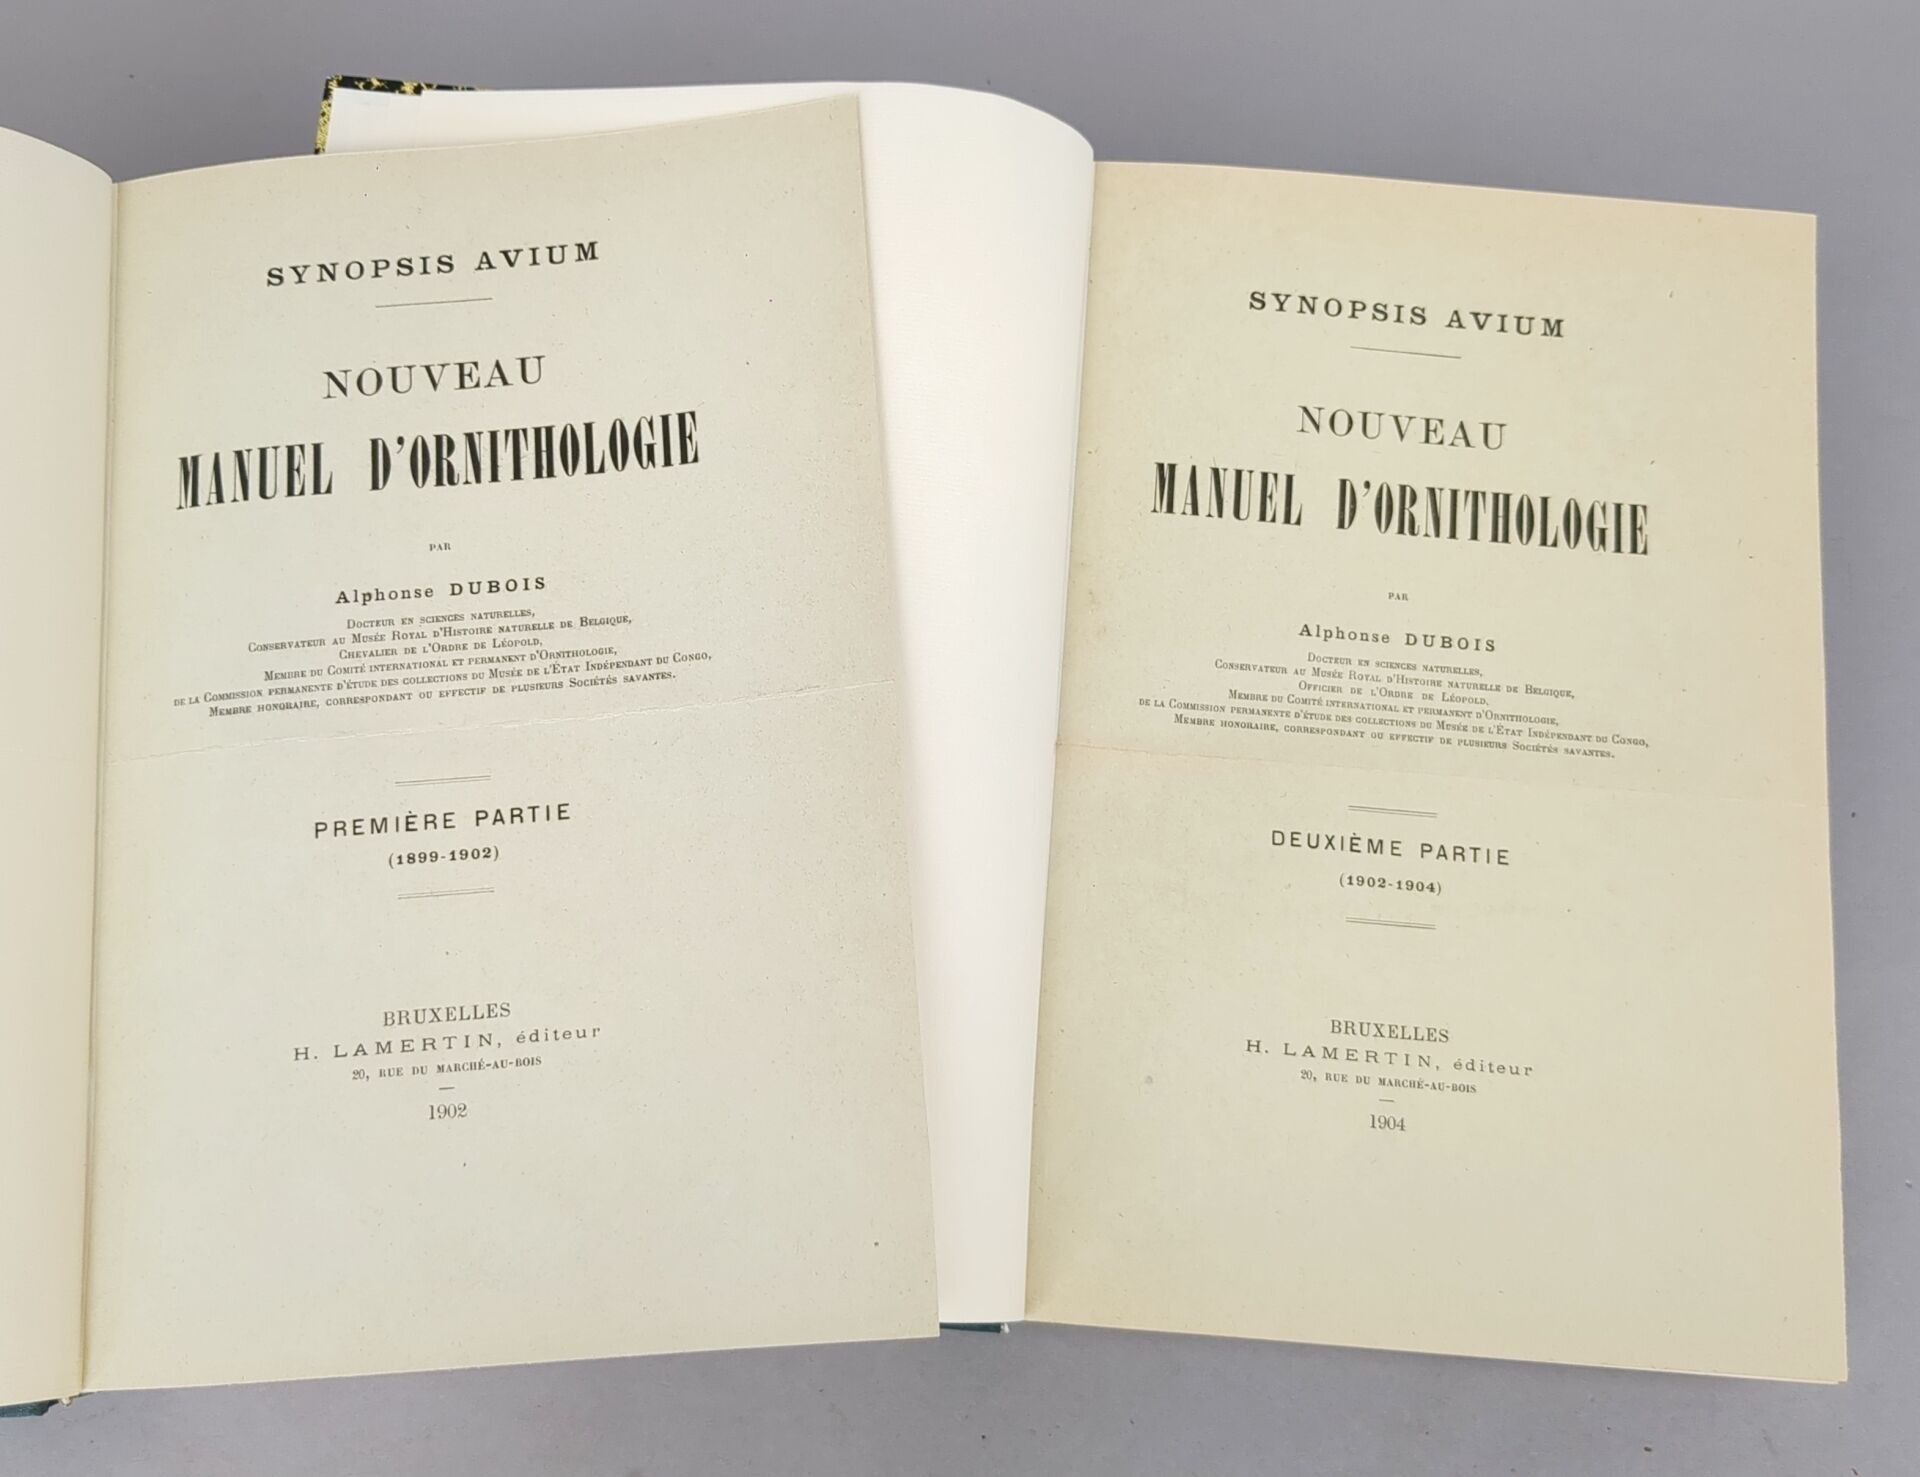 SYNOPSIS AVIUM
NOUVEAU
MANUEL D'ORNITHOLOGIE
PAR
Alphonse DUBOIS
DOCTEUR EN SCIENCES NATURELLES,
CONSERVATEUR AU MUSÉE ROYAL D'HISTOIRE NATURELLE DE BELGIQUE,
CHEVALIER DE L'ORDRE DE LÉOPOLD,
MEMBRE DU COMITÉ INTERNATIONAL ET PERMANENT D'ORNITHOLOGIE,
DE LA COMMISSION PERMANENTE D'ÉTUDE DES COLLECTIONS DU MUSÉE DE L'ÉTAT INDÉPENDANT DU CONGO,
MEMBRE HONORAIRE, CORRESPONDANT OU EFFECTIF DE PLUSIEURS SOCIÉTÉS SAVANTES.
PREMIÈRE PARTIE
(1899-1902)
BRUXELLES
H. LAMERTIN, éditeur
20, RUE DU MARCHÉ-AU-BOIS
1902
SYNOPSIS AVIUM
NOUVEAU
MANUEL D'ORNITHOLOGIE
PAR
Alphonse DUBOIS
DOCTEUR EN SCIENCES NATURELLES,
CONSERVATEUR AU MUSÉE ROYAL D'HISTOIRE NATURELLE DE BELGIQUE,
OFFICIER DE L'ORDRE DE LÉOPOLD,
MEMBRE DU COMITÉ INTERNATIONAL ET PERMANENT D'ORNITHOLOGIE,
DE LA COMMISSION PERMANENTE D'ÉTUDE DES COLLECTIONS DU MUSÉE DE L'ÉTAT INDÉPENDANT DU CONGO,
MEMBRE HONORAIRE, CORRESPONDANT OU EFFECTIF DE PLUSIEURS SOCIÉTÉS SAVANTES.
DEUXIÈME PARTIE
(1902-1904)
BRUXELLES
H. LAMERTIN, éditeur
20, RUE DU MARCHÉ-AU-BOIS
1904